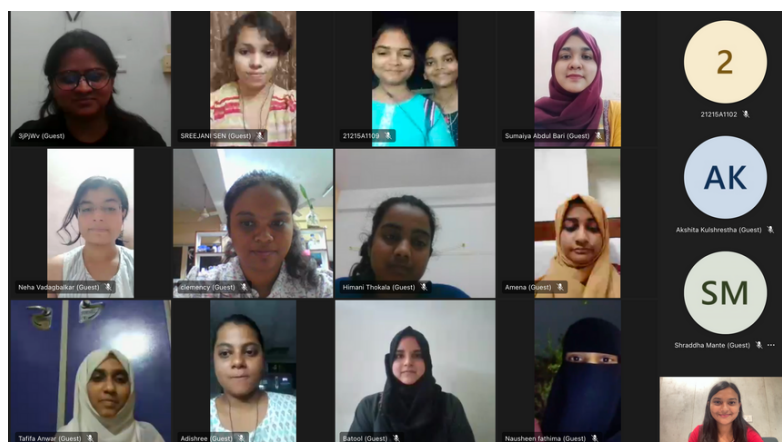 3jPjWv (Guest)
SREEJANI SEN (Guest)
21215A1109
Sumaiya Abdul Bari (Guest)
2
21215A1102
Neha Vadagbalkar (Guest)
clemency (Guest)
Himani Thokala (Guest)
Amena (Guest)
AK
Akshita Kulshrestha (Guest)
SM
Shraddha Mante (Guest)
Tafifa Anwar (Guest)
Adishree (Guest)
Batool (Guest)
Nausheen fathima (Guest)